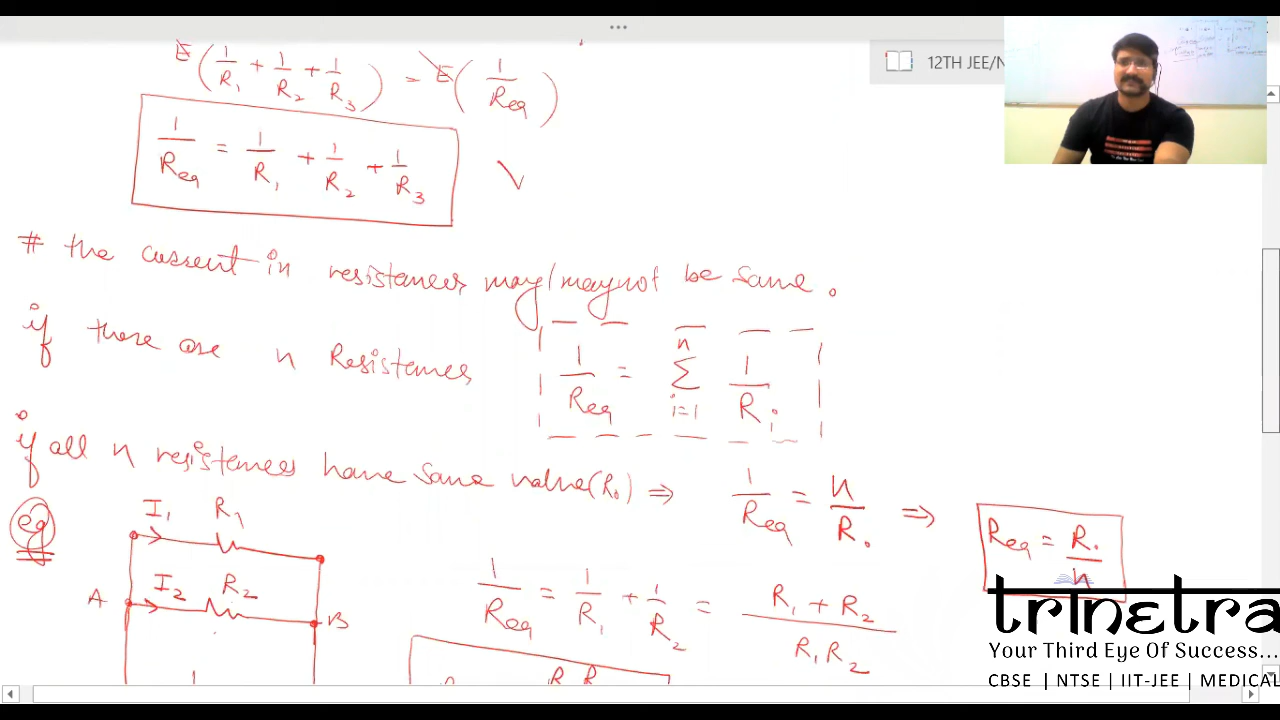 12TH JEE/N
E(1/R₁ + 1/R₂ + 1/R₃) = E(1/Req)
1/Req = 1/R₁ + 1/R₂ + 1/R₃
# the current in resistances may/may not be same.
if there are n Resistances
1/Req = Σ i=1 n 1/Ri
if all n resistances have same value (R₀) ⇒ 1/Req = n/R₀ ⇒ Req = R₀/n
eg
I₁ R₁
A I₂ R₂ B
1/Req = 1/R₁ + 1/R₂ = R₁ + R₂/R₁R₂
trinetra
Your Third Eye Of Success...
CBSE | NTSE | IIT-JEE | MEDICAL